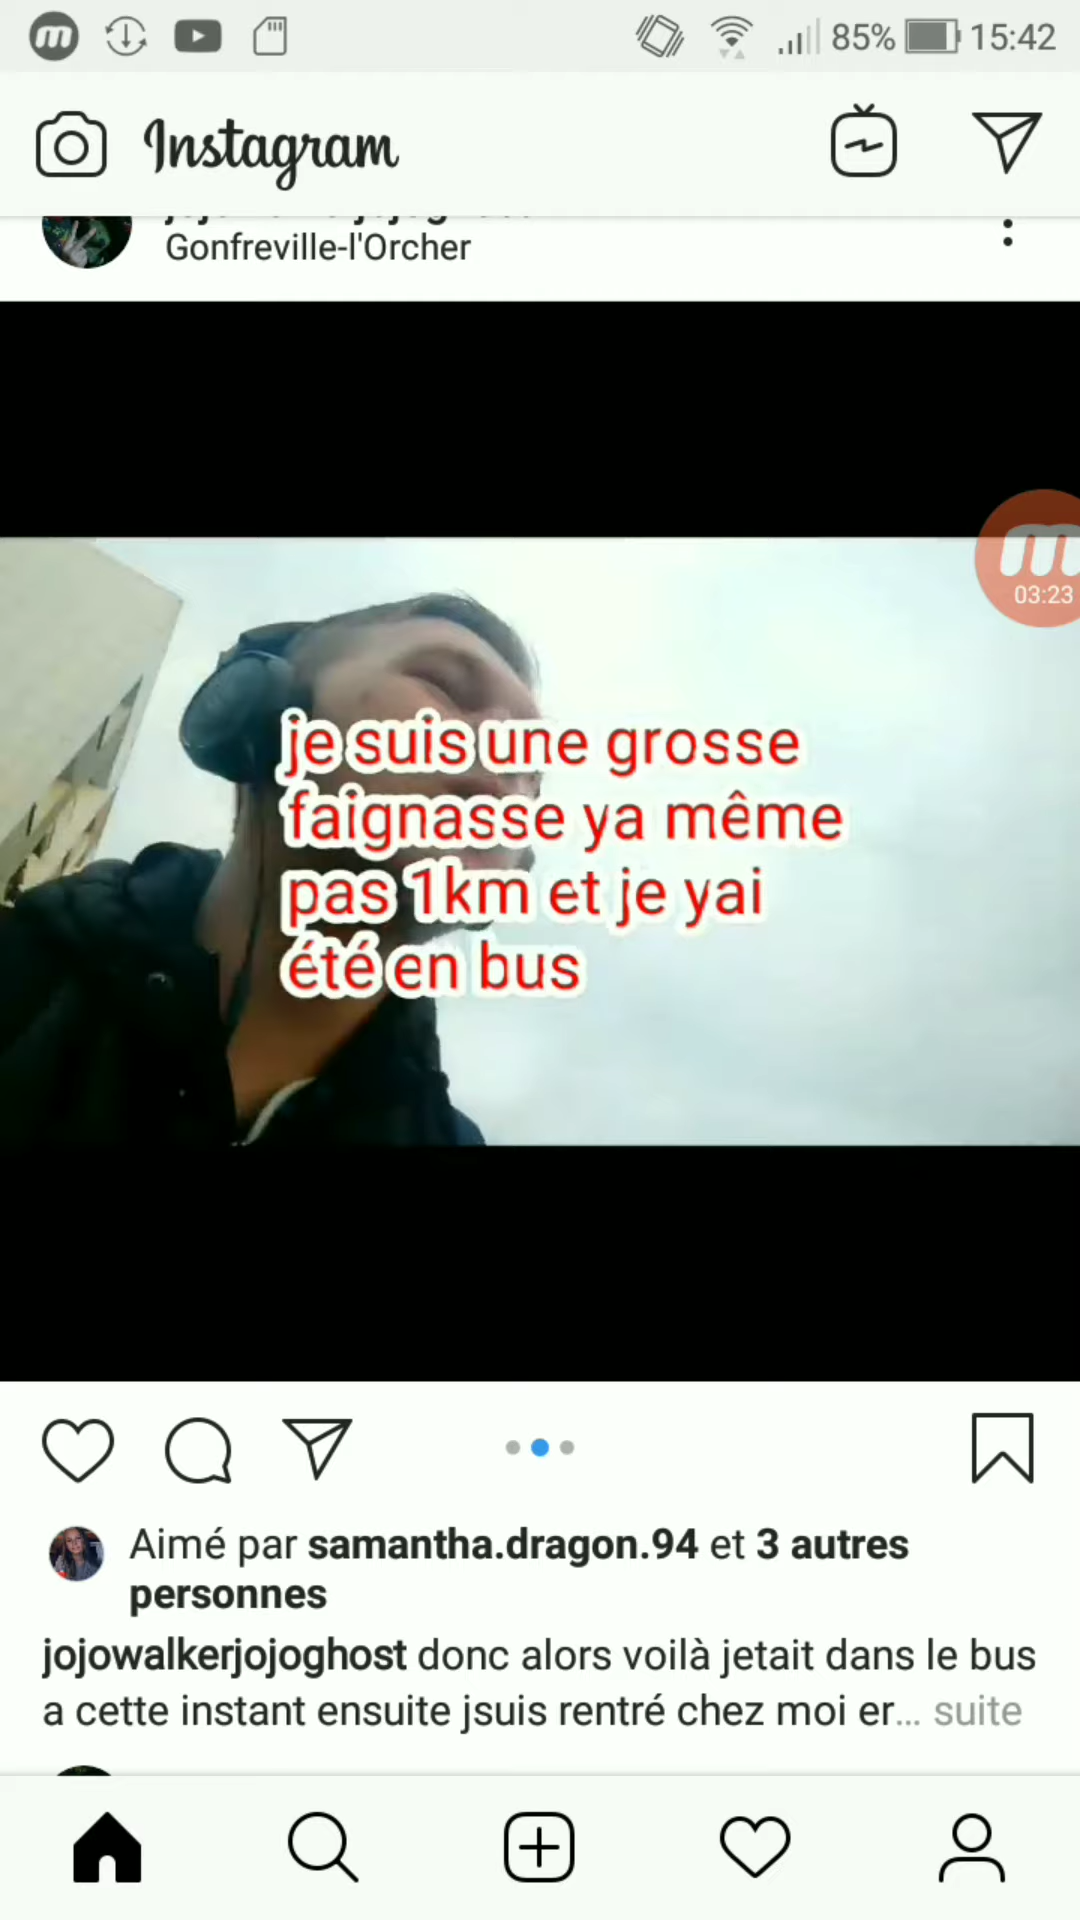 85% 15:42
Instagram
Gonfreville-l'Orcher
03:23
je suis une grosse
faignasse ya même
pas 1km et je yai
été en bus
Aimé par samantha.dragon.94 et 3 autres
personnes
jojowalkerjojoghost donc alors voilà jetait dans le bus
a cette instant ensuite jsuis rentré chez moi er... suite